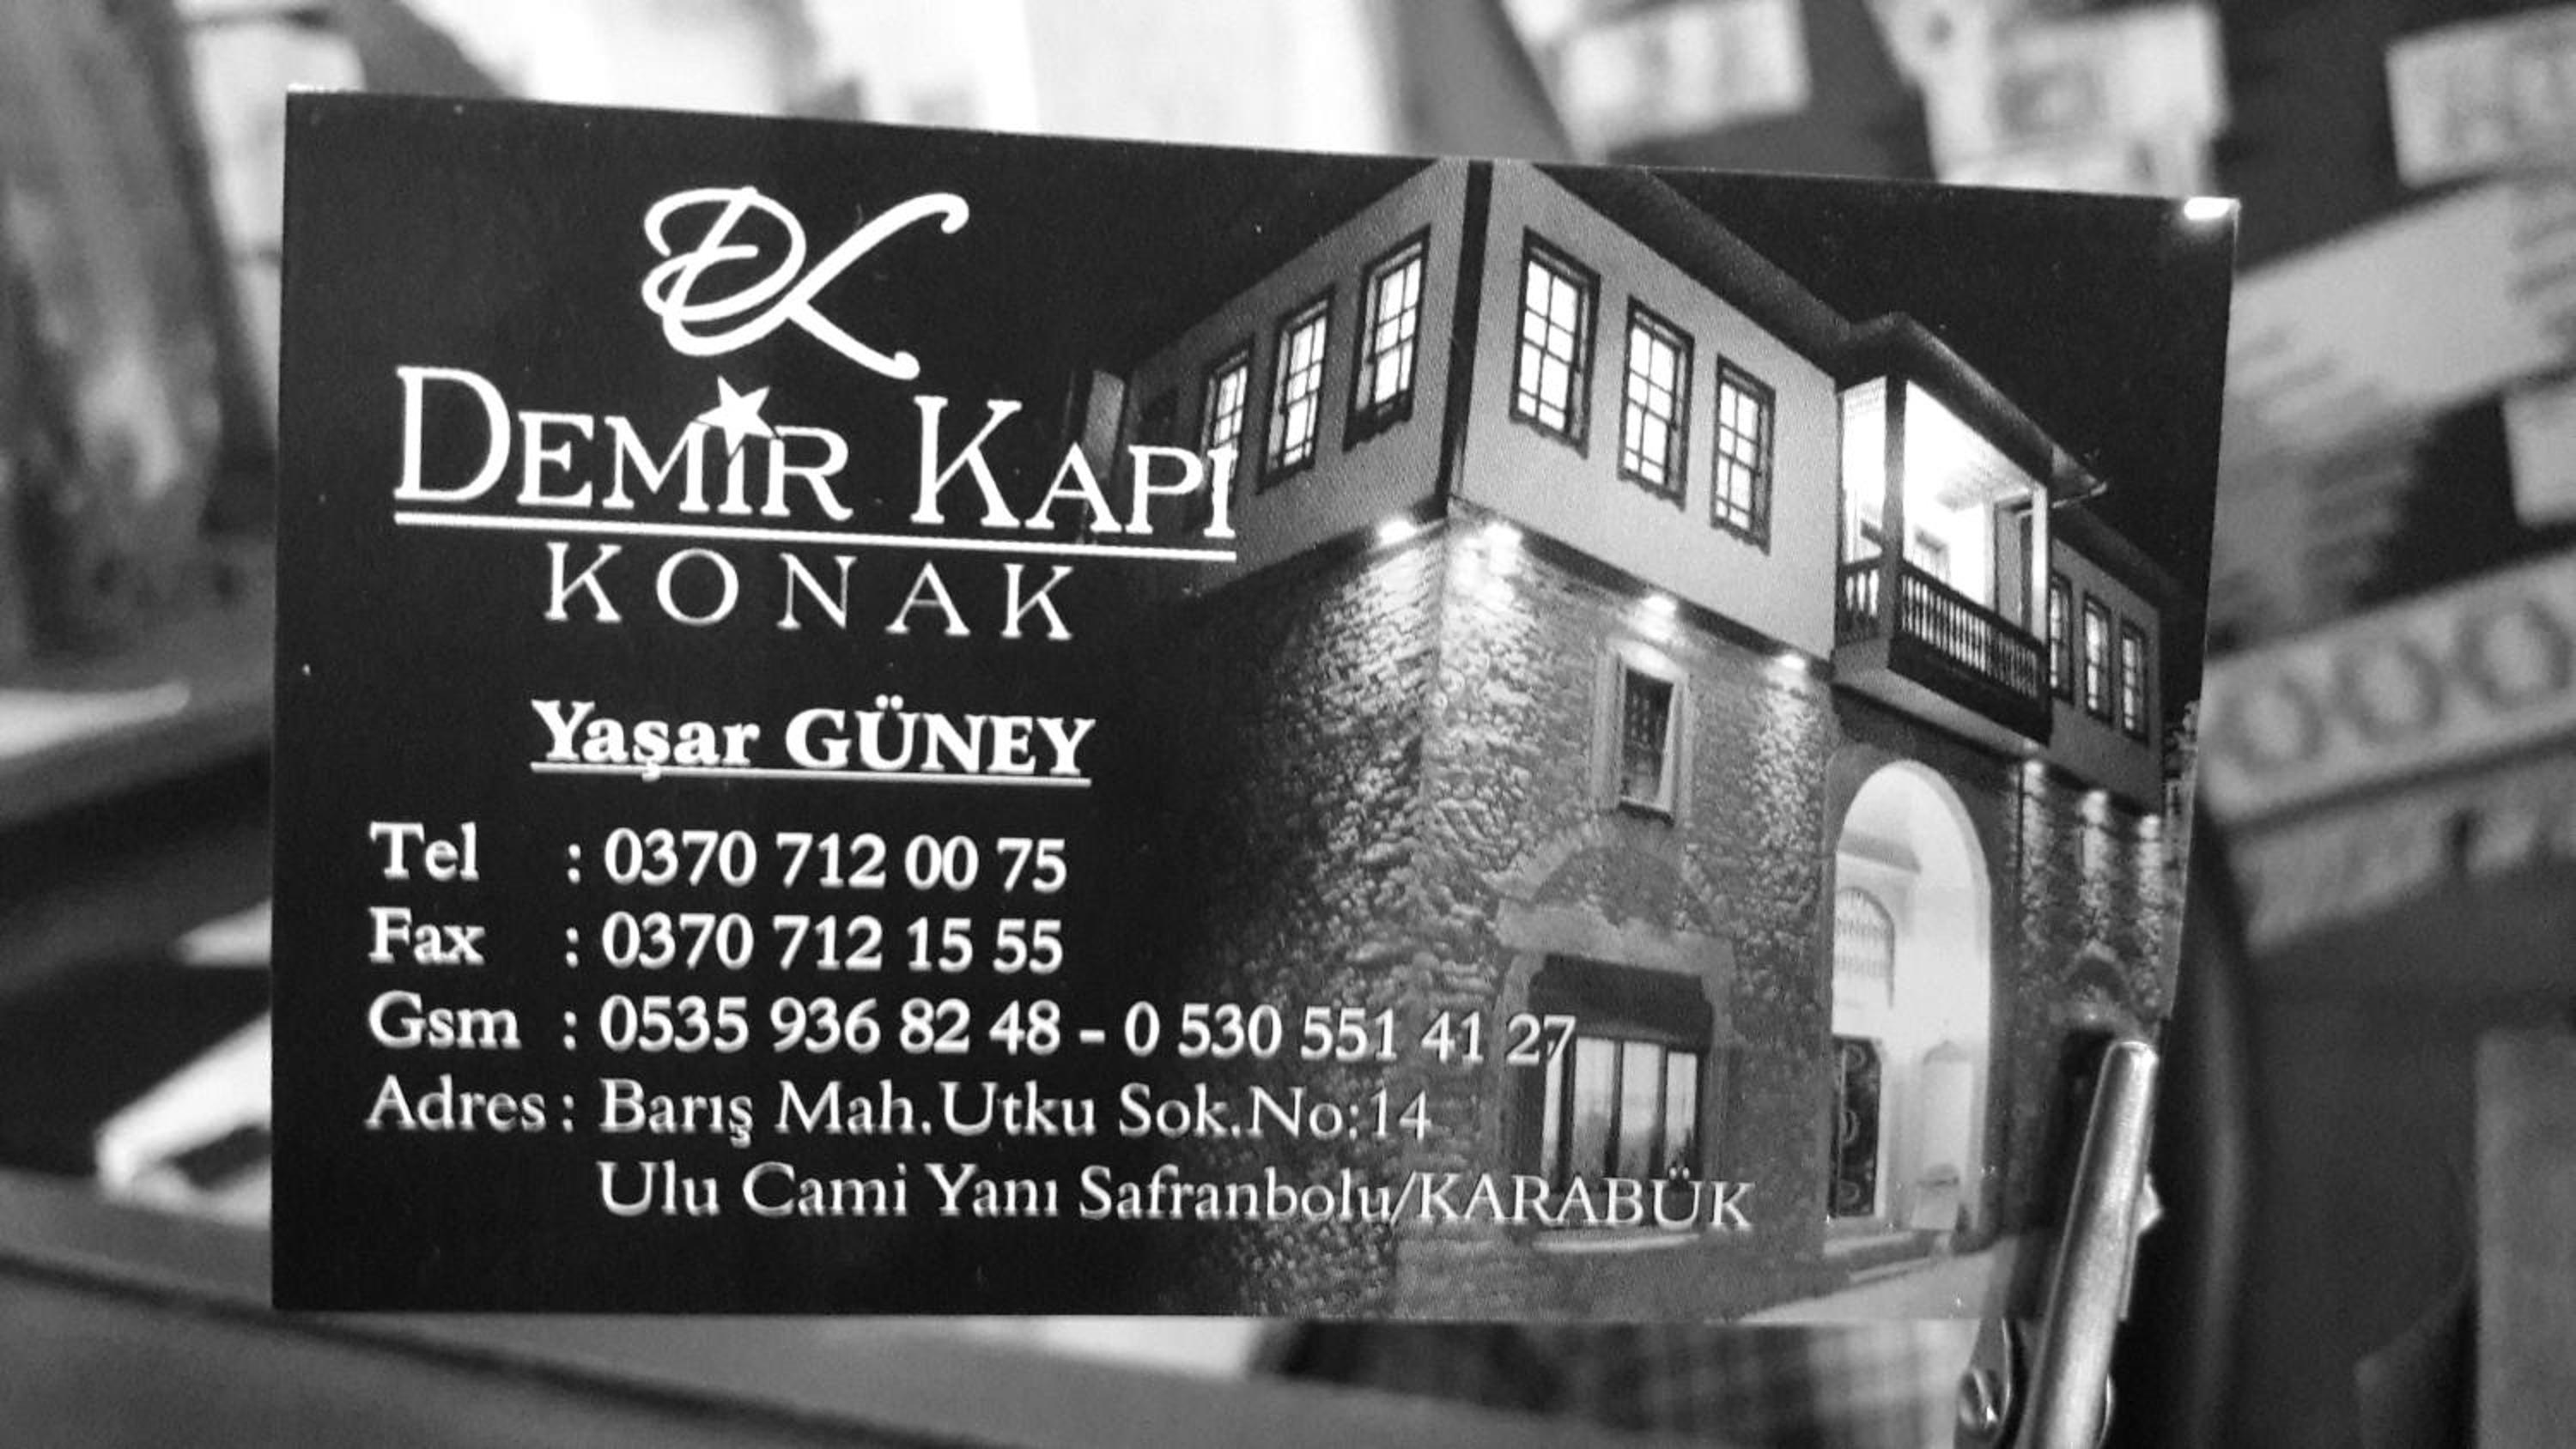 DK
DEMİR KAPI
KONAK
Yaşar GÜNEY
Tel : 0370 712 00 75
Fax : 0370 712 15 55
Gsm : 0535 936 82 48 - 0 530 551 41 27
Adres : Barış Mah.Utku Sok.No:14
Ulu Cami Yanı Safranbolu/KARABÜK